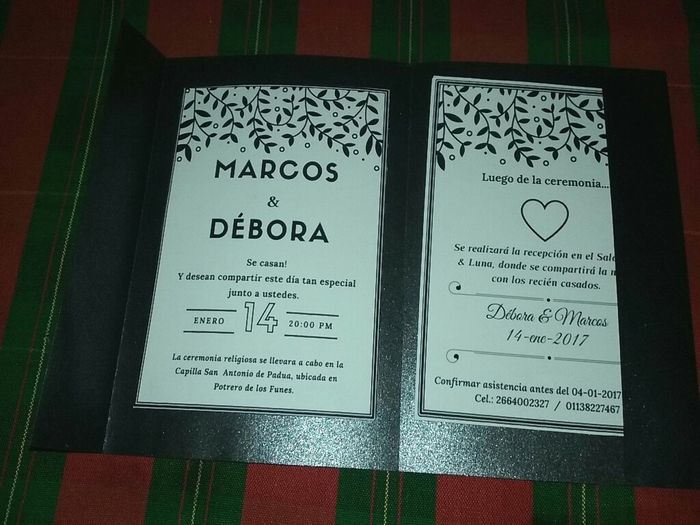 MARCOS
&
DÉBORA
Se casan!
Y desean compartir este día tan especial
junto a ustedes.
ENERO 14 20:00 PM
La ceremonia religiosa se llevara a cabo en la
Capilla San Antonio de Padua, ubicada en
Potrero de los Funes.
Luego de la ceremonia...
Se realizará la recepción en el
& Luna, donde se compartirá la
con los recién casados.
Débora & Marcos
14-ene-2017
Confirmar asistencia antes del 04-01-2017
Cel.: 2664002327 / 01138227467